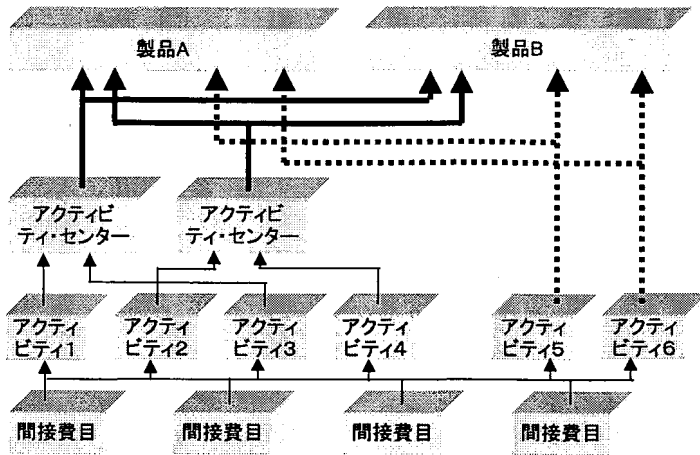 製品A
製品B
アクティビ
ティ・センター
アクティビ
ティ・センター
アクティ
ビティ1
アクティ
ビティ2
アクティ
ビティ3
アクティ
ビティ4
アクティ
ビティ5
アクティ
ビティ6
間接費目
間接費目
間接費目
間接費目